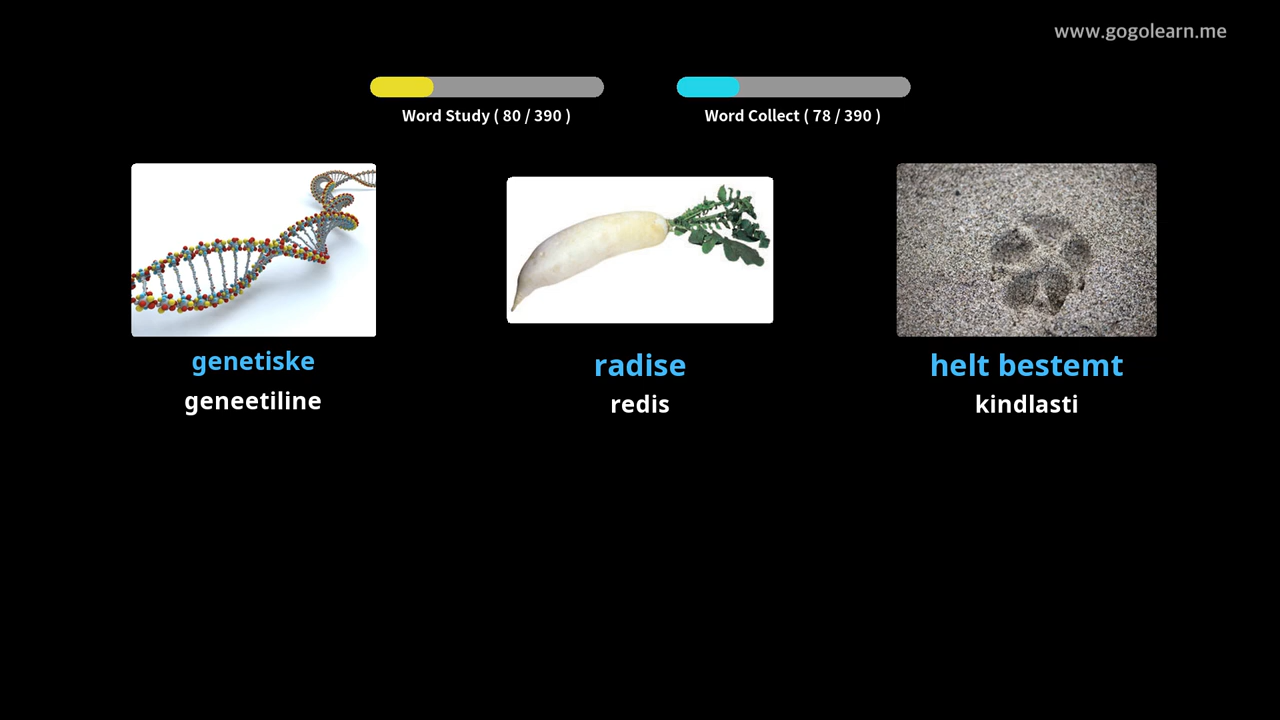 www.gogolearn.me
Word Study ( 80 / 390 )
Word Collect ( 78 / 390 )
genetiske
geneetiline
radise
redis
helt bestemt
kindlasti